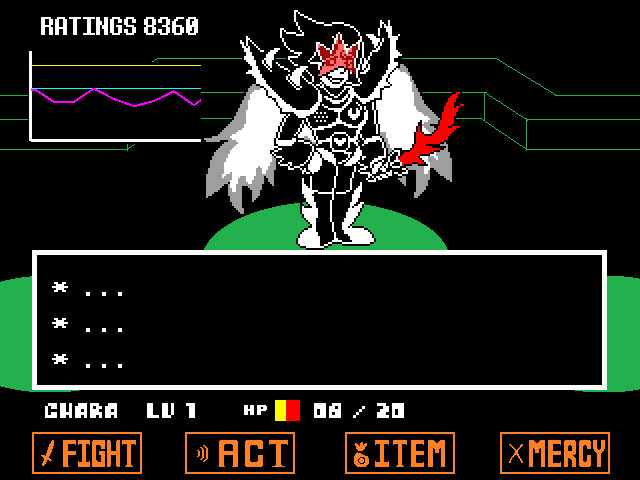 RATINGS 8360
* ...
* ...
* ...
CHARA LV 1 HP 08 / 20
FIGHT ACT ITEM MERCY